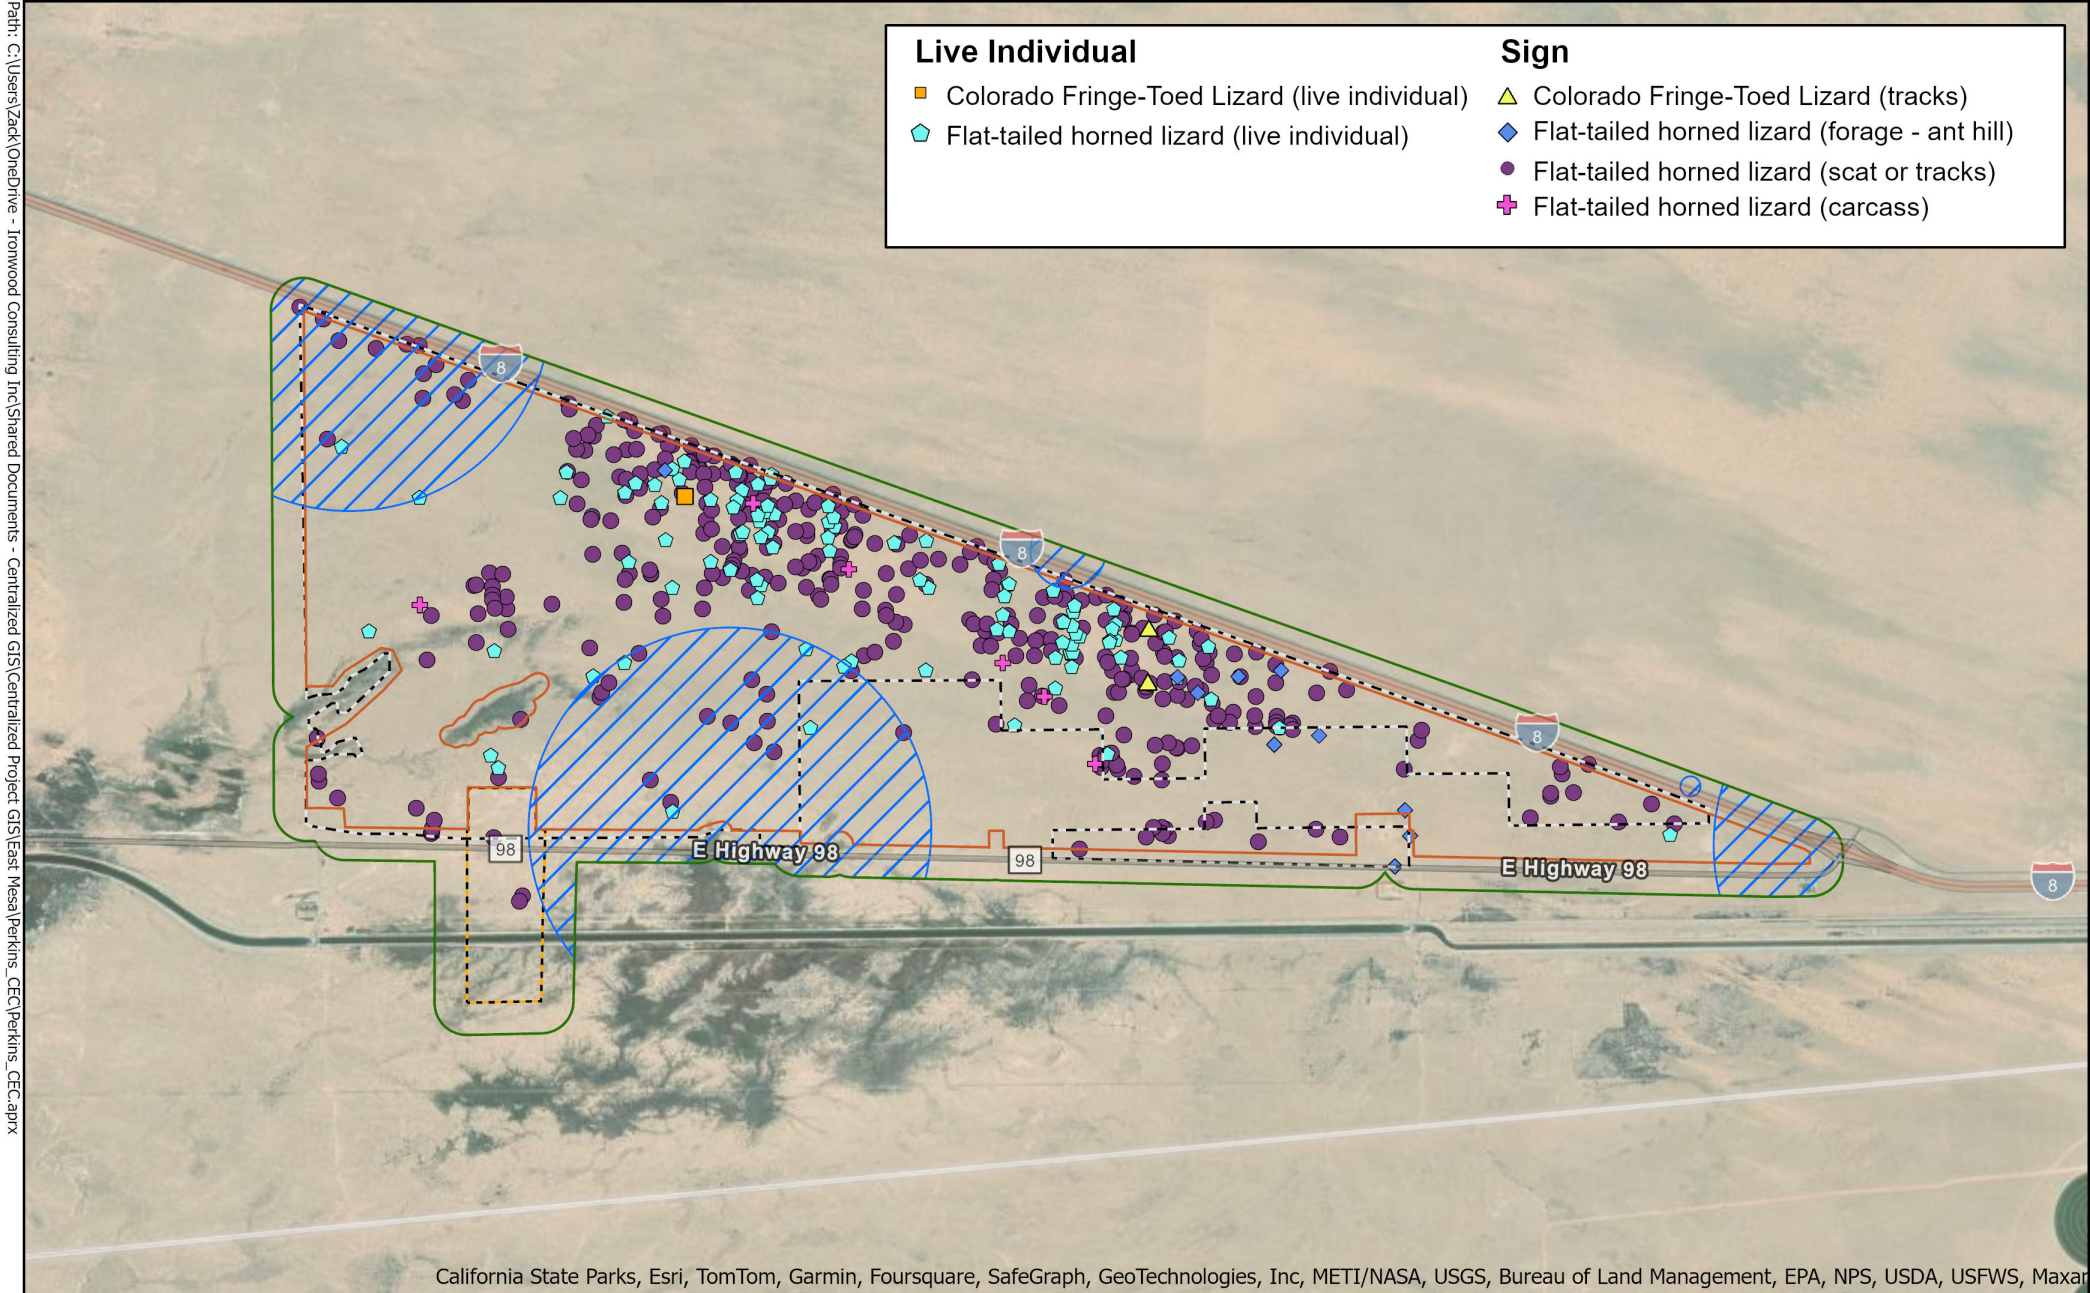 Path: C:\Users\Zack\OneDrive - Ironwood Consulting Inc\Shared Documents - Centralized GIS\Centralized Project GIS\East Mesa\Perkins_CEC\Perkins_CEC.aprx
Live Individual
Colorado Fringe-Toed Lizard (live individual)
Flat-tailed horned lizard (live individual)
Sign
Colorado Fringe-Toed Lizard (tracks)
Flat-tailed horned lizard (forage - ant hill)
Flat-tailed horned lizard (scat or tracks)
Flat-tailed horned lizard (carcass)
8
8
8
98
E Highway 98
98
E Highway 98
8
California State Parks, Esri, TomTom, Garmin, Foursquare, SafeGraph, GeoTechnologies, Inc, METI/NASA, USGS, Bureau of Land Management, EPA, NPS, USDA, USFWS, Maxar